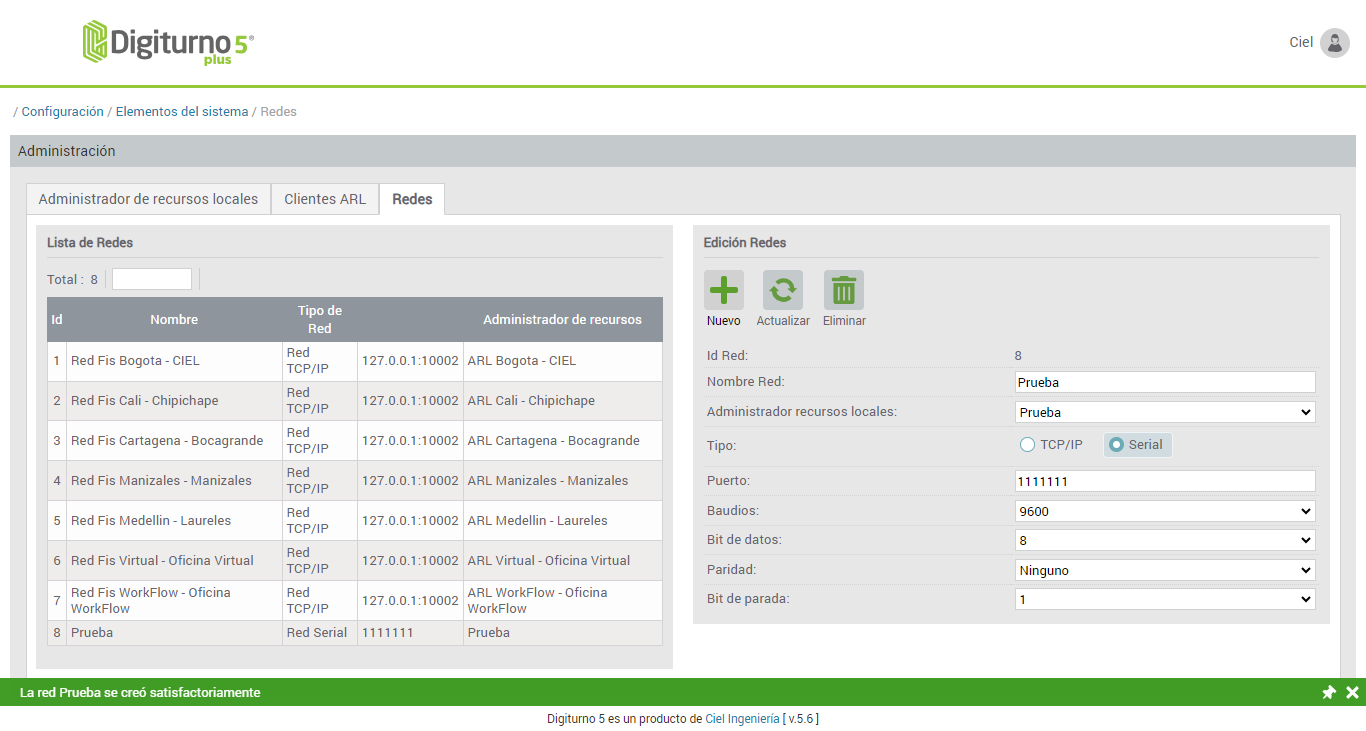 Digiturno 5®
plus
Ciel
/ Configuración / Elementos del sistema / Redes
Administración
Administrador de recursos locales
Clientes ARL
Redes
Lista de Redes
Total : 8
Id Nombre Tipo de Red Administrador de recursos
1 Red Fis Bogota - CIEL Red TCP/IP 127.0.0.1:10002 ARL Bogota - CIEL
2 Red Fis Cali - Chipichape Red TCP/IP 127.0.0.1:10002 ARL Cali - Chipichape
3 Red Fis Cartagena - Bocagrande Red TCP/IP 127.0.0.1:10002 ARL Cartagena - Bocagrande
4 Red Fis Manizales - Manizales Red TCP/IP 127.0.0.1:10002 ARL Manizales - Manizales
5 Red Fis Medellin - Laureles Red TCP/IP 127.0.0.1:10002 ARL Medellin - Laureles
6 Red Fis Virtual - Oficina Virtual Red TCP/IP 127.0.0.1:10002 ARL Virtual - Oficina Virtual
7 Red Fis WorkFlow - Oficina WorkFlow Red TCP/IP 127.0.0.1:10002 ARL WorkFlow - Oficina WorkFlow
8 Prueba Red Serial 1111111 Prueba
Edición Redes
Nuevo Actualizar Eliminar
Id Red: 8
Nombre Red: Prueba
Administrador recursos locales: Prueba
Tipo: TCP/IP Serial
Puerto: 1111111
Baudios: 9600
Bit de datos: 8
Paridad: Ninguno
Bit de parada: 1
La red Prueba se creó satisfactoriamente
Digiturno 5 es un producto de Ciel Ingeniería [ v.5.6 ]